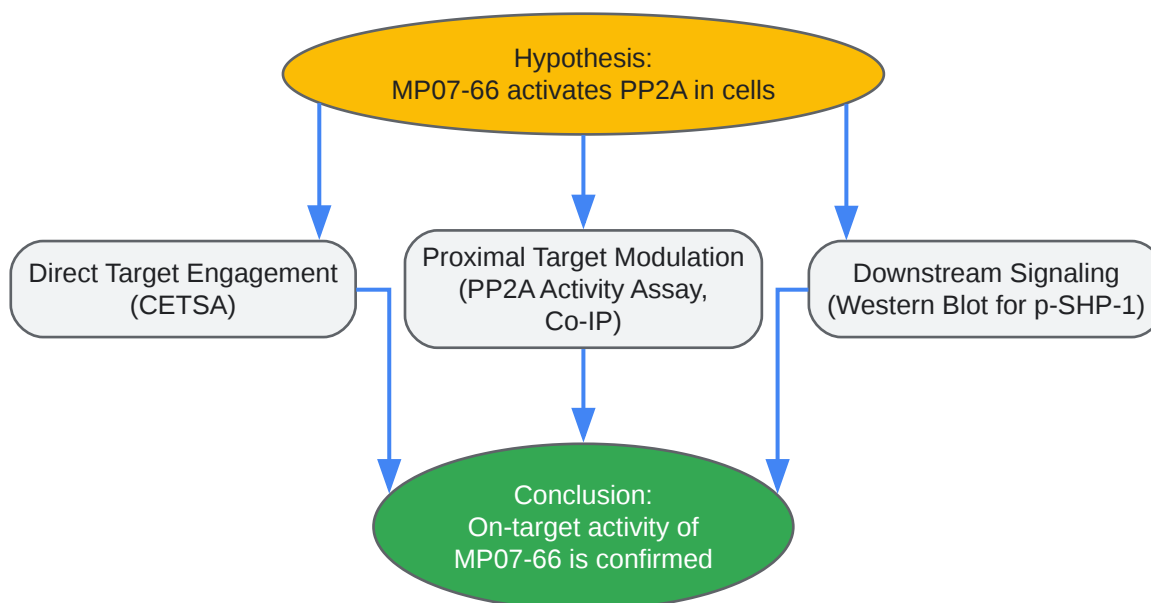 Hypothesis:
MP07-66 activates PP2A in cells
Direct Target Engagement
(CETSA)
Proximal Target Modulation
(PP2A Activity Assay,
Co-IP)
Downstream Signaling
(Western Blot for p-SHP-1)
Conclusion:
On-target activity of
MP07-66 is confirmed